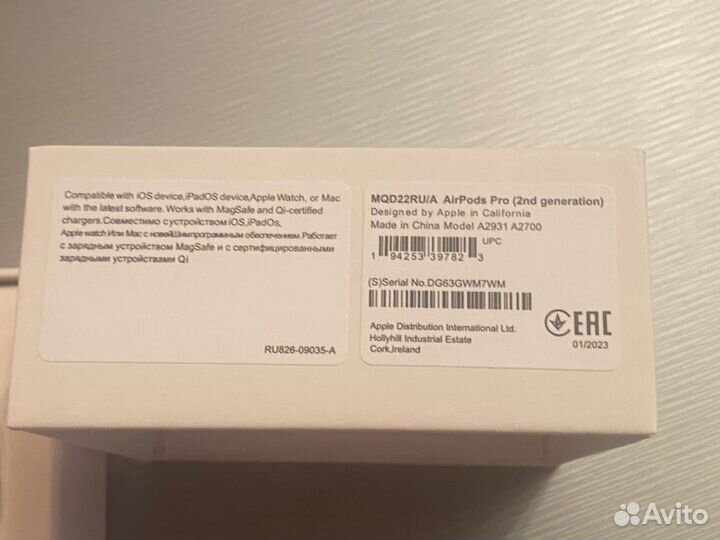 Compatible with iOS device,iPadOS device,Apple Watch, or Mac
with the latest software. Works with MagSafe and Qi-certified
chargers.Совместимо сустройством iOS,iPadOS,
Apple watch Или Mac с новейШимпрограммным обеспечением.Работает
с зарядным устройством MagSafe и с сертифицированными
зарядными устройствами Qi
RU826-09035-A
MQD22RU/A AirPods Pro (2nd generation)
Designed by Apple in California
Made in China Model A2931 A2700
UPC
1 94253 39782 3
(S)Serial No.DG63GWM7WM
Apple Distribution International Ltd.
Hollyhill Industrial Estate
Cork,Ireland
EAC
01/2023
Avito